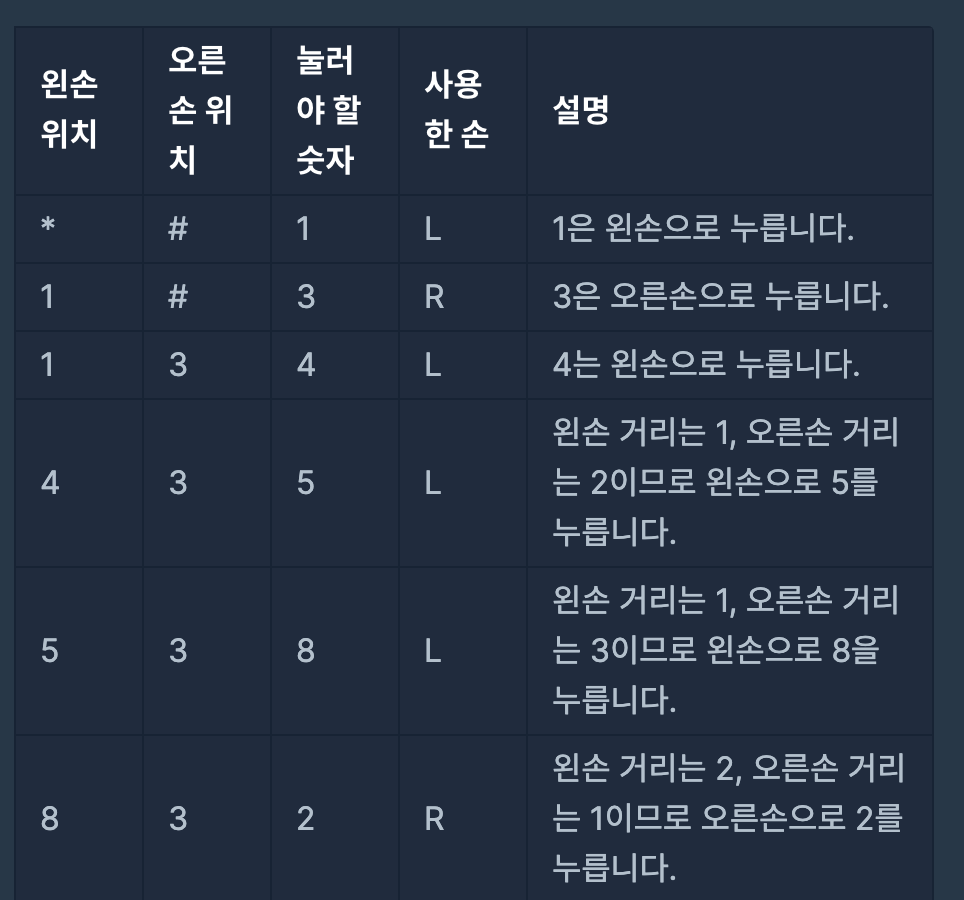 왼손 위치 오른손 위치 눌러야 할 숫자 사용한 손 설명
* # 1 L 1은 왼손으로 누릅니다.
1 # 3 R 3은 오른손으로 누릅니다.
1 3 4 L 4는 왼손으로 누릅니다.
4 3 5 L 왼손 거리는 1, 오른손 거리는 2이므로 왼손으로 5를 누릅니다.
5 3 8 L 왼손 거리는 1, 오른손 거리는 3이므로 왼손으로 8을 누릅니다.
8 3 2 R 왼손 거리는 2, 오른손 거리는 1이므로 오른손으로 2를 누릅니다.